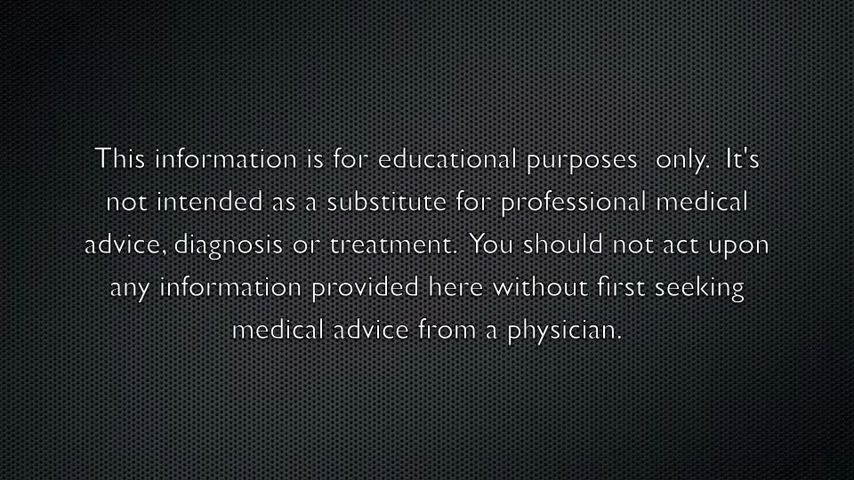 This information is for educational purposes  only.  It's
not intended as a substitute for professional medical
advice, diagnosis or treatment.  You should not act upon
any information provided here without first seeking
medical advice from a physician.